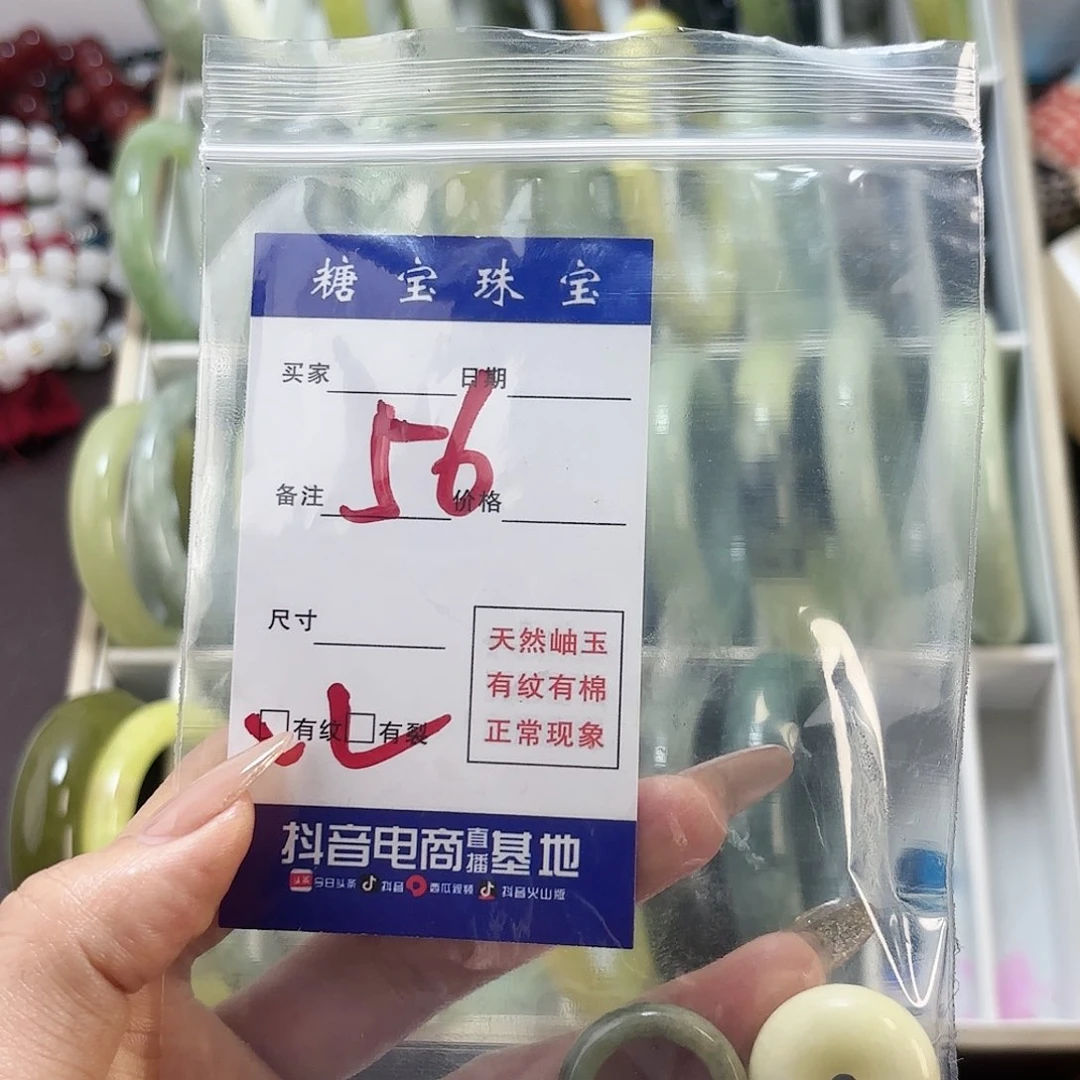 糖宝珠宝
买家 日期
56
备注 价格
尺寸
天然岫玉
有纹有棉
正常现象
有纹 有裂
抖音电商直播基地
头条 今日头条 抖音 西瓜视频 抖音火山版